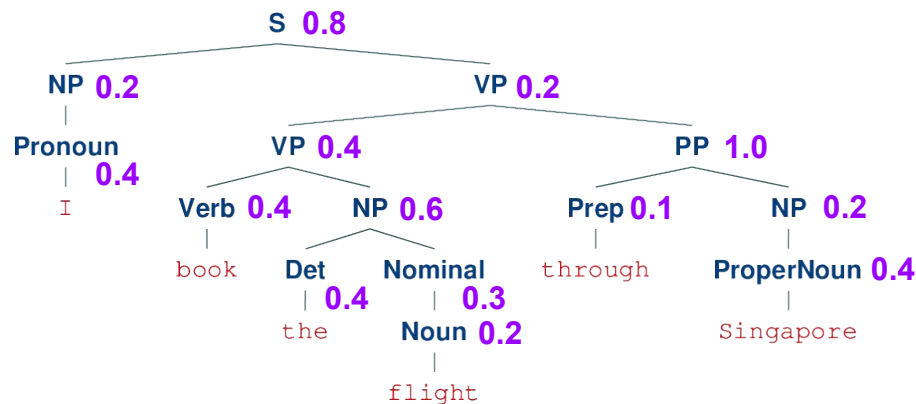 S 0.8
NP 0.2 VP 0.2
Pronoun VP 0.4 PP 1.0
0.4
I Verb 0.4 NP 0.6 Prep 0.1 NP 0.2
book Det Nominal through ProperNoun 0.4
0.4 0.3
the Noun 0.2 Singapore
flight